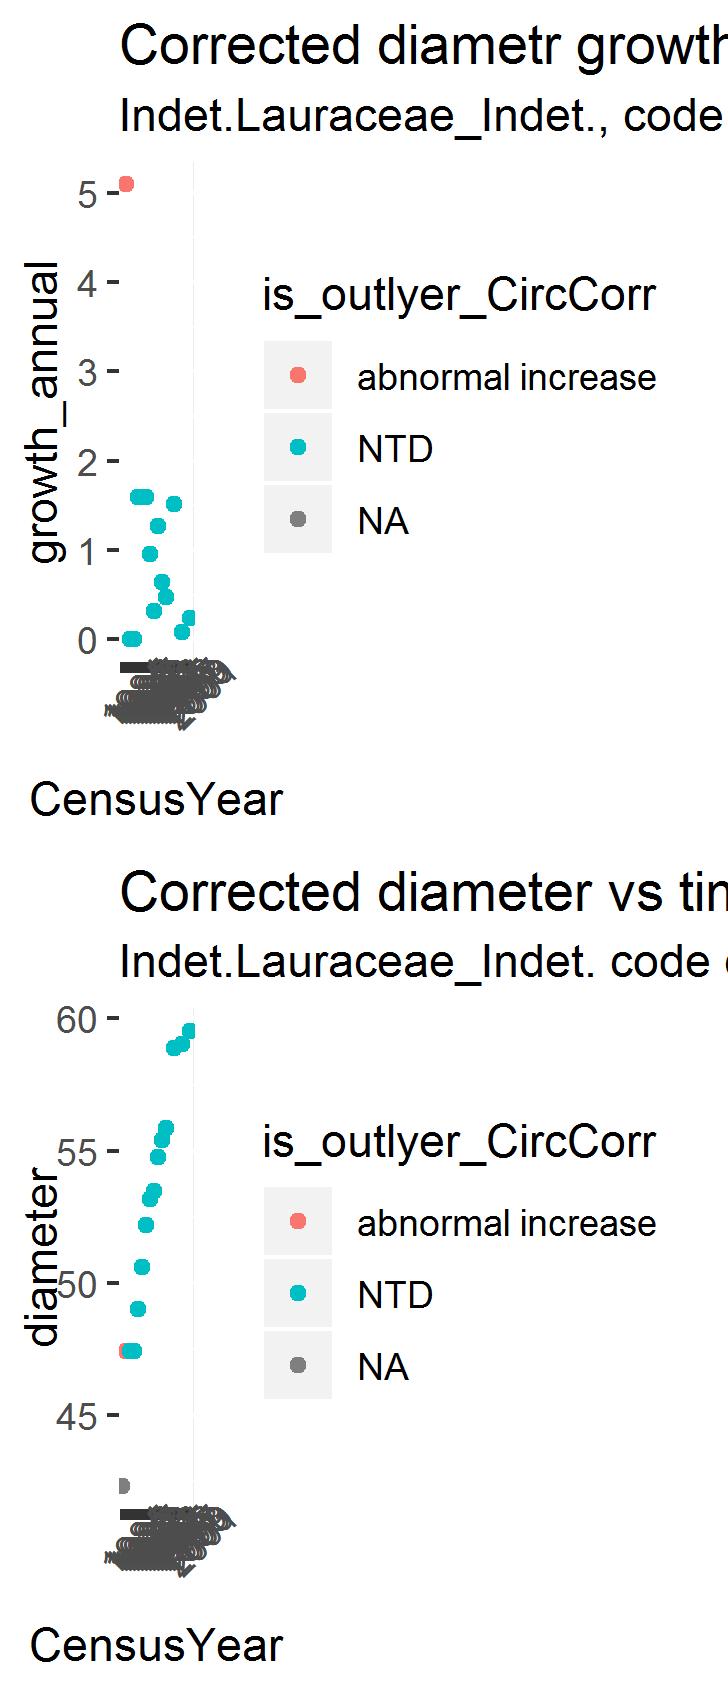 Corrected diametr growth
Indet.Lauraceae_Indet., code
5
4
3
2
1
0
growth_annual
is_outlyer_CircCorr
abnormal increase
NTD
NA
CensusYear
Corrected diameter vs
Indet.Lauraceae_Indet. code
60
55
50
45
diameter
is_outlyer_CircCorr
abnormal increase
NTD
NA
CensusYear